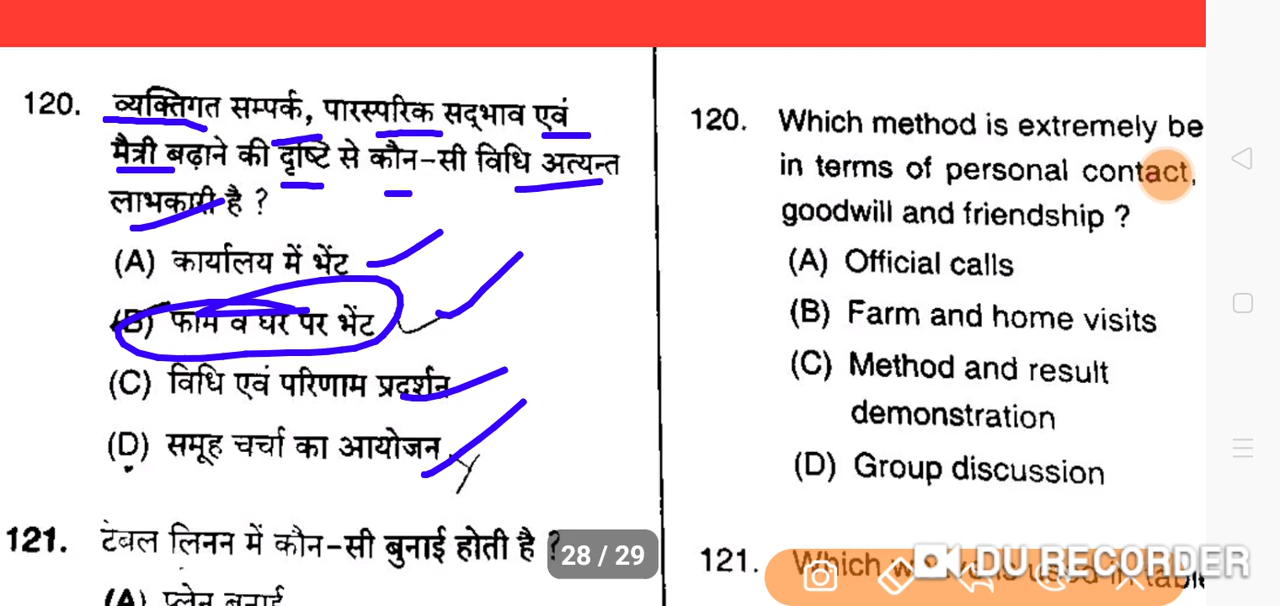 120. व्यक्तिगत सम्पर्क, पारस्परिक सद्भाव एवं
मैत्री बढ़ाने की दृष्टि से कौन-सी विधि अत्यन्त
लाभकारी है ?
(A) कार्यालय में भेंट
(B) फार्म व घर पर भेंट
(C) विधि एवं परिणाम प्रदर्शन
(D) समूह चर्चा का आयोजन
121. टेबल लिनन में कौन-सी बुनाई होती है ?
(A) प्लेन बुनाई
120. Which method is extremely be
in terms of personal contact,
goodwill and friendship ?
(A) Official calls
(B) Farm and home visits
(C) Method and result
demonstration
(D) Group discussion
121. Which
28 / 29
DU RECORDER